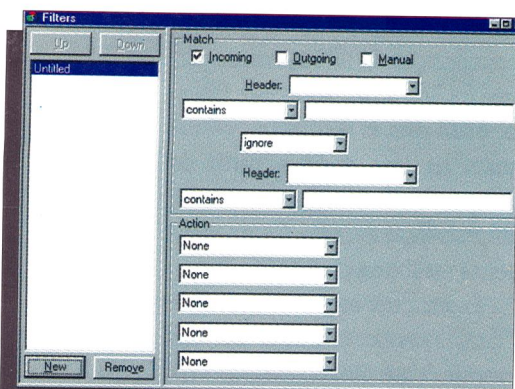 Filters
Up Down
Untitled
New Remove
Match
Incoming Outgoing Manual
Header:
contains
ignore
Header:
contains
Action
None
None
None
None
None